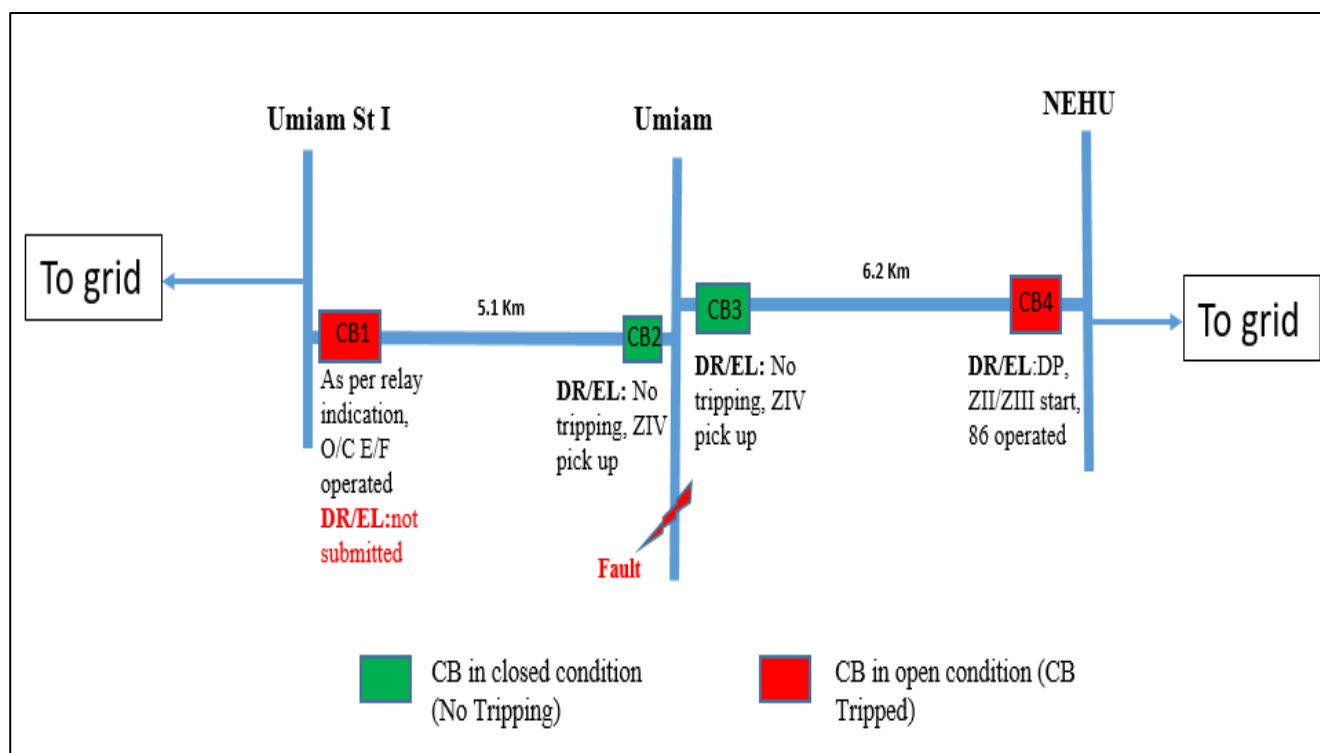 Umiam St I
Umiam
NEHU
To grid
To grid
CB1
5.1 Km
CB2
CB3
6.2 Km
CB4
As per relay
indication,
O/C E/F
operated
DR/EL:not
submitted
DR/EL: No
tripping, ZIV
pick up
DR/EL: No
tripping, ZIV
pick up
DR/EL:DP,
ZII/ZIII start,
86 operated
Fault
CB in closed condition
(No Tripping)
CB in open condition (CB
Tripped)